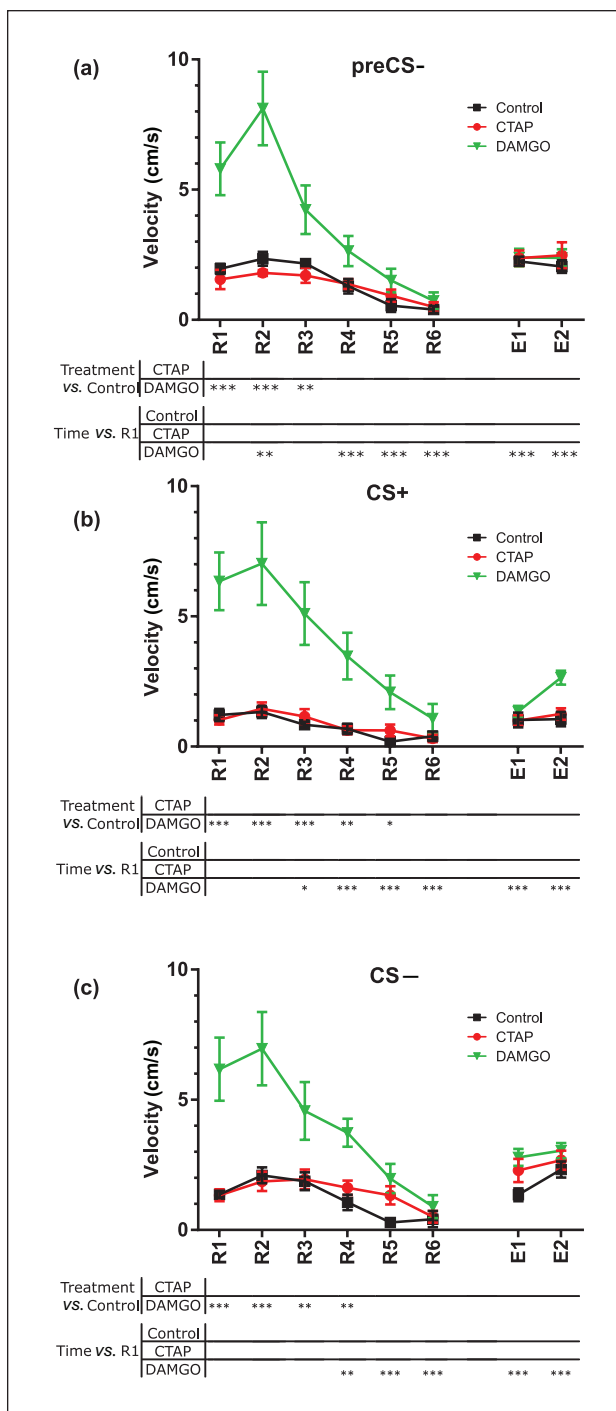 (a)
preCS-
Velocity (cm/s)
10
5
0
Control
CTAP
DAMGO
R1 R2 R3 R4 R5 R6 E1 E2
Treatment CTAP
vs. Control DAMGO *** *** **
Control
Time vs. R1 CTAP
DAMGO ** *** *** *** *** ***
(b)
CS+
Velocity (cm/s)
10
5
0
Control
CTAP
DAMGO
R1 R2 R3 R4 R5 R6 E1 E2
Treatment CTAP
vs. Control DAMGO *** *** *** ** *
Control
Time vs. R1 CTAP
DAMGO * *** *** *** *** ***
(c)
CS—
Velocity (cm/s)
10
5
0
Control
CTAP
DAMGO
R1 R2 R3 R4 R5 R6 E1 E2
Treatment CTAP
vs. Control DAMGO *** *** ** **
Control
Time vs. R1 CTAP
DAMGO ** *** *** *** ***